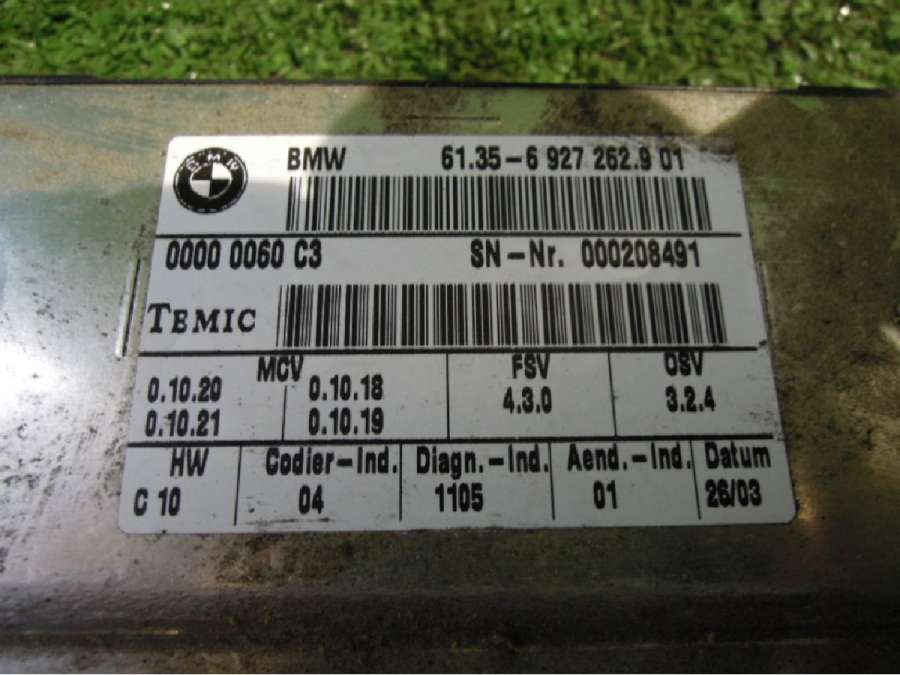 BMW
BMW 61.35-6 927 262.9 01
0000 0060 C3 SN-Nr. 000208491
TEMIC
MCV FSV OSV
0.10.20 0.10.18 4.3.0 3.2.4
0.10.21 0.10.19
HW Codier-Ind. Diagn.-Ind. Aend.-Ind. Datum
C 10 04 1105 01 26/03